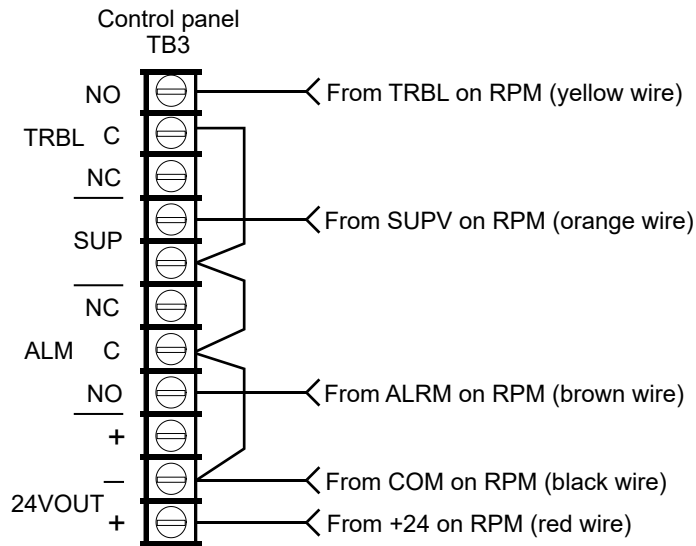 Control panel
TB3
NO
From TRBL on RPM (yellow wire)
TRBL C
NC
From SUPV on RPM (orange wire)
SUP
NC
ALM C
NO
From ALRM on RPM (brown wire)
+
–
From COM on RPM (black wire)
24VOUT
+
From +24 on RPM (red wire)